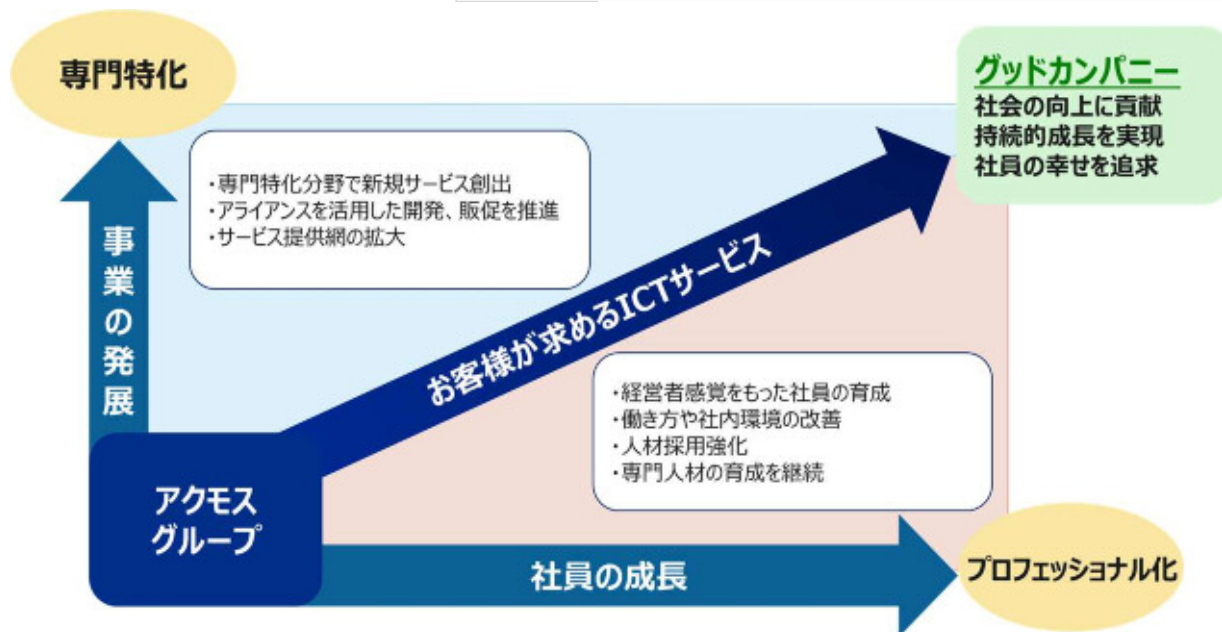 専門特化
グッドカンパニー
社会の向上に貢献
持続的成長を実現
社員の幸せを追求
・専門特化分野で新規サービス創出
・アライアンスを活用した開発、販促を推進
・サービス提供網の拡大
事業の発展
お客様が求めるICTサービス
・経営者感覚をもった社員の育成
・働き方や社内環境の改善
・人材採用強化
・専門人材の育成を継続
アクモス
グループ
社員の成長
プロフェッショナル化